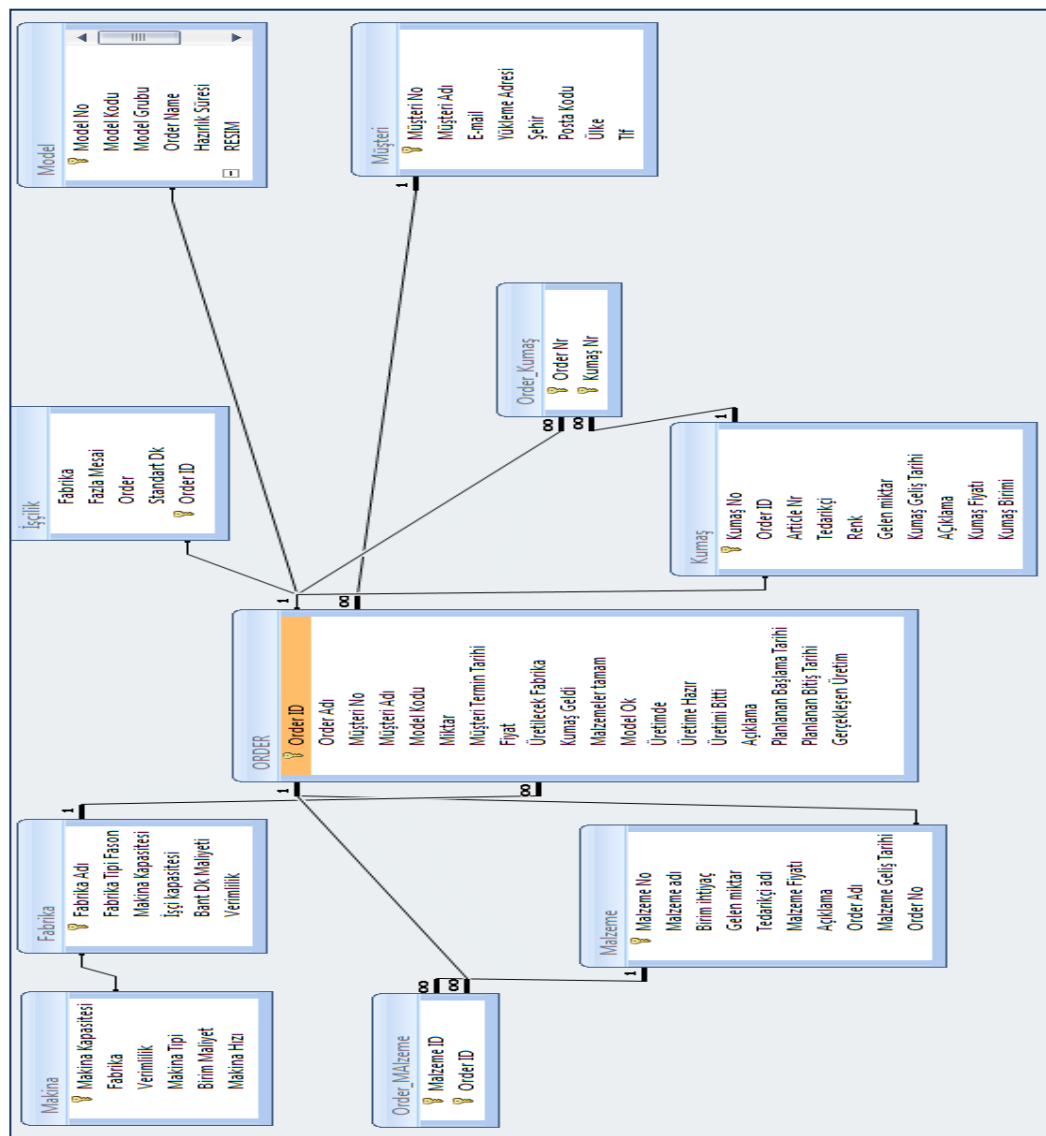 Makina
Makina Kapasitesi
Fabrika
Verimlilik
Makina Tipi
Birim Maliyet
Makina Hızı
Fabrika
Fabrika Adı
Fabrika Tipi Fason
Makina Kapasitesi
İşçi kapasitesi
Bant Dk Maliyeti
Verimlilik
1
ORDER
Order ID
Order Adı
Müşteri No
Müşteri Adı
Model Kodu
Miktar
Müşteri Termin Tarihi
Fiyat
Üretilecek Fabrika
Kumaş Geldi
Malzemeler tamam
Model Ok
Üretimde
Üretime Hazır
Üretimi Bitti
Açıklama
Planlanan Başlama Tarihi
Planlanan Bitiş Tarihi
Gerçekleşen Üretim
1
∞
1
∞
İşçilik
Fabrika
Fazla Mesai
Order
Standart Dk
Order ID
Model
Model No
Model Kodu
Model Grubu
Order Name
Hazırlık Süresi
RESIM
Müşteri
Müşteri No
Müşteri Adı
E-mail
Yükleme Adresi
Şehir
Posta Kodu
Ülke
Tlf
1
Order_MAlzeme
Malzeme ID
Order ID
∞
∞
Malzeme
Malzeme No
Malzeme adı
Birim ihtiyaç
Gelen miktar
Tedarikçi adı
Malzeme Fiyatı
Açıklama
Order Adı
Malzeme Geliş Tarihi
Order No
1
Order_Kumaş
Order Nr
Kumaş Nr
∞
∞
Kumaş
Kumaş No
Order ID
Article Nr
Tedarikçi
Renk
Gelen miktar
Kumaş Geliş Tarihi
AÇıklama
Kumaş Fiyatı
Kumaş Birimi
1